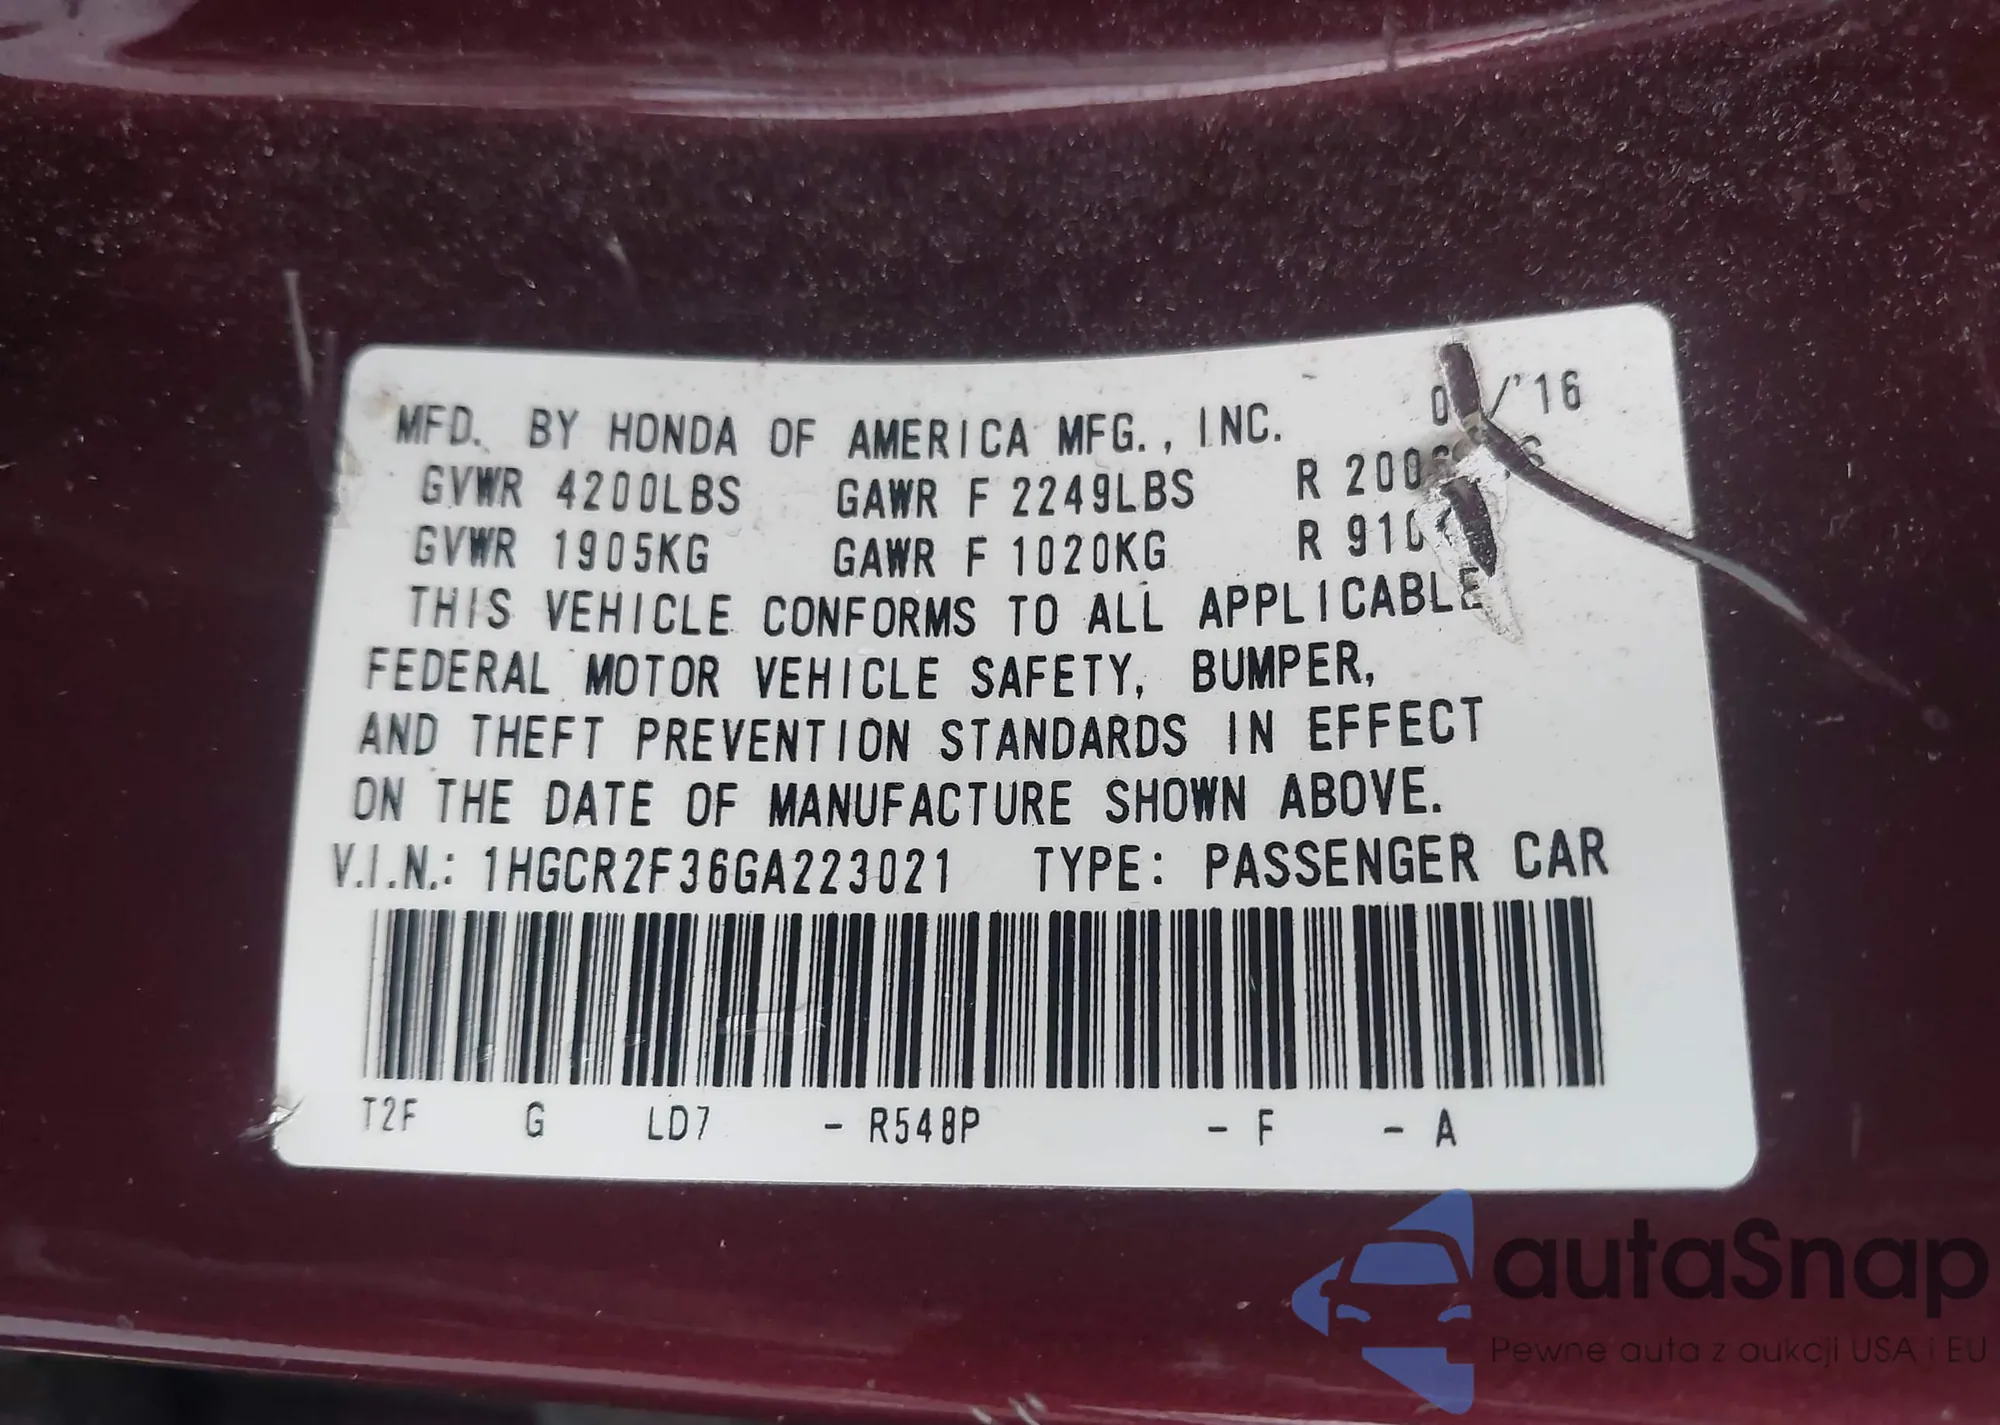 MFD. BY HONDA OF AMERICA MFG., INC. /'16
GVWR 4200LBS GAWR F 2249LBS R
GVWR 1905KG GAWR F 1020KG R
THIS VEHICLE CONFORMS TO ALL APPLICABLE
FEDERAL MOTOR VEHICLE SAFETY, BUMPER,
AND THEFT PREVENTION STANDARDS IN EFFECT
ON THE DATE OF MANUFACTURE SHOWN ABOVE.
V.I.N.: 1HGCR2F36GA223021 TYPE: PASSENGER CAR
T2F G LD7 - R548P - F - A
autaSnap
Pewne auta z aukcji USA i EU